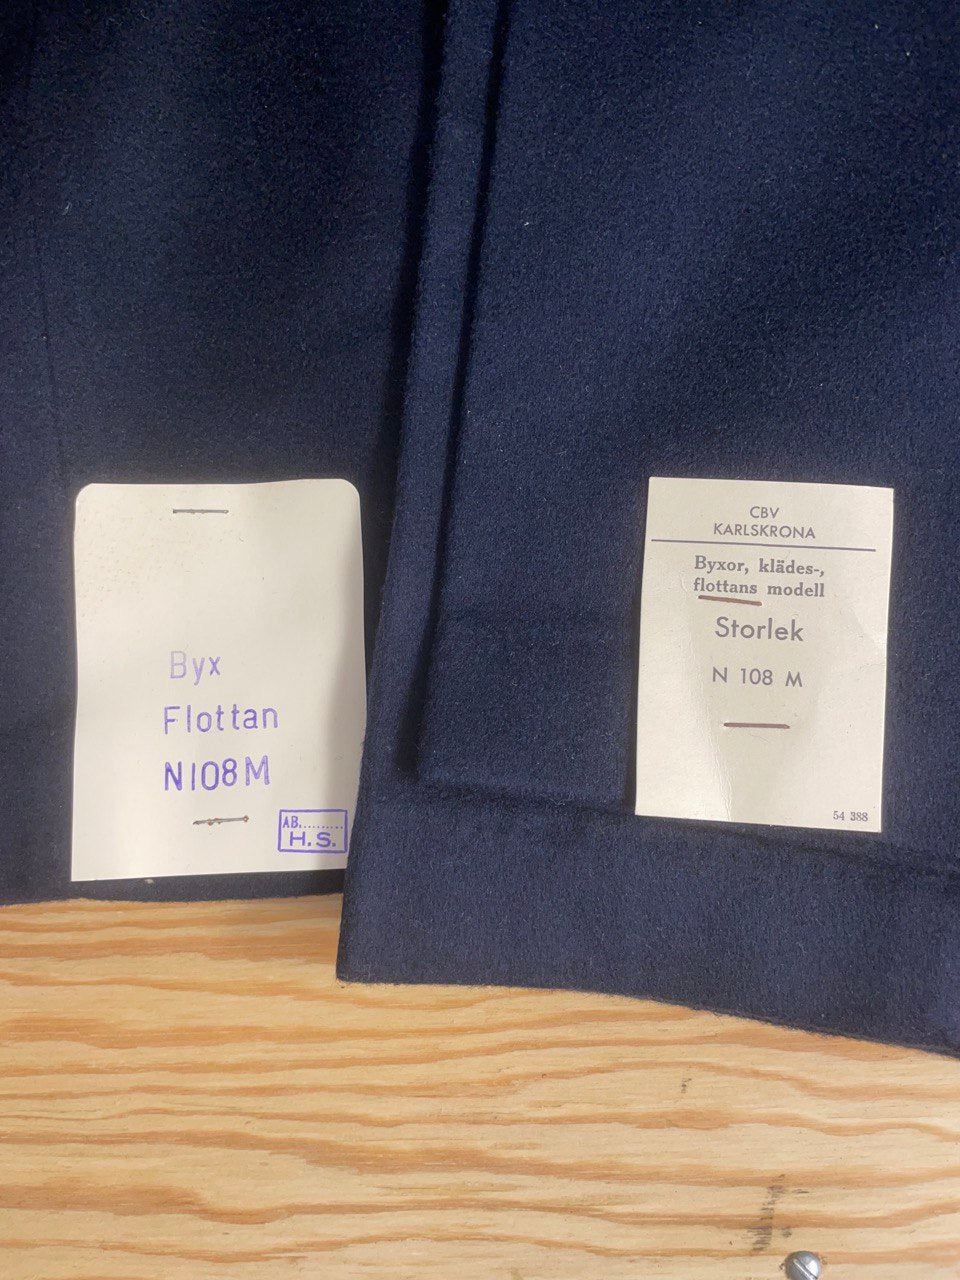 Byx
Flottan
N108M
AB..........
H.S.
CBV
KARLSKRONA
Byxor, klädes-,
flottans modell
Storlek
N 108 M
54 388